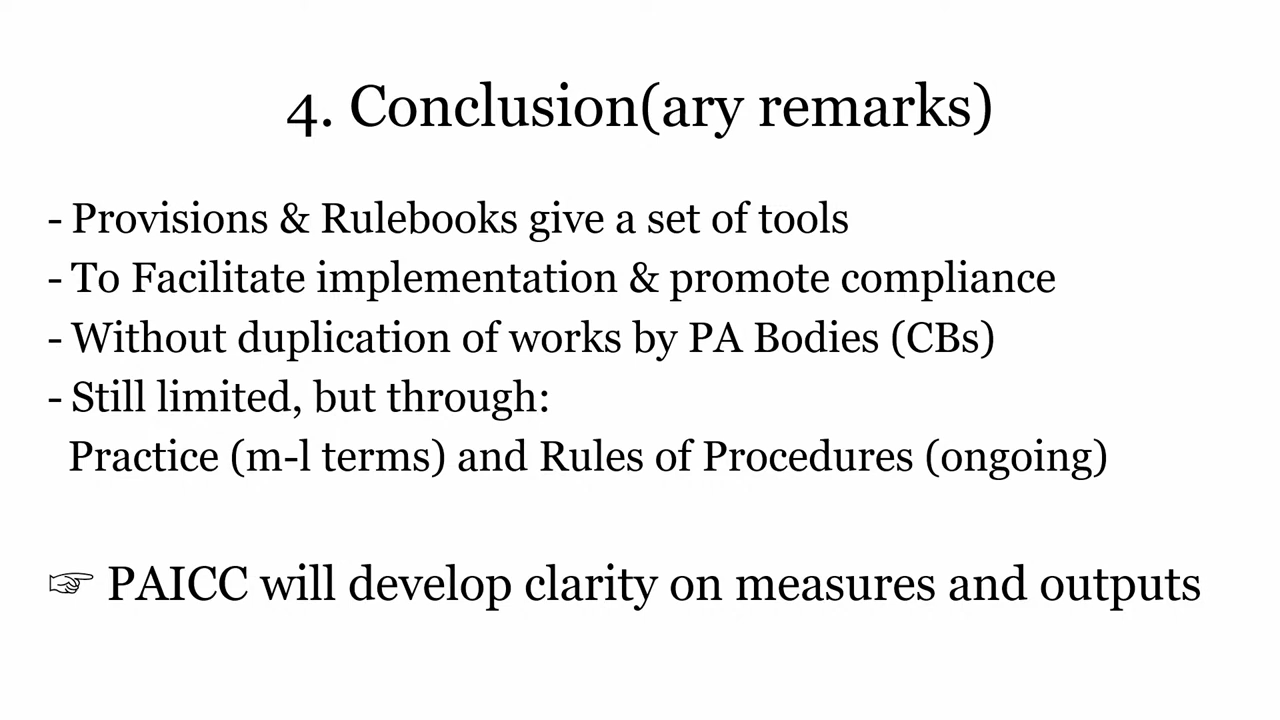 4. Conclusion(ary remarks)
- Provisions & Rulebooks give a set of tools
- To Facilitate implementation & promote compliance
- Without duplication of works by PA Bodies (CBs)
- Still limited, but through:
Practice (m-l terms) and Rules of Procedures (ongoing)
☞ PAICC will develop clarity on measures and outputs